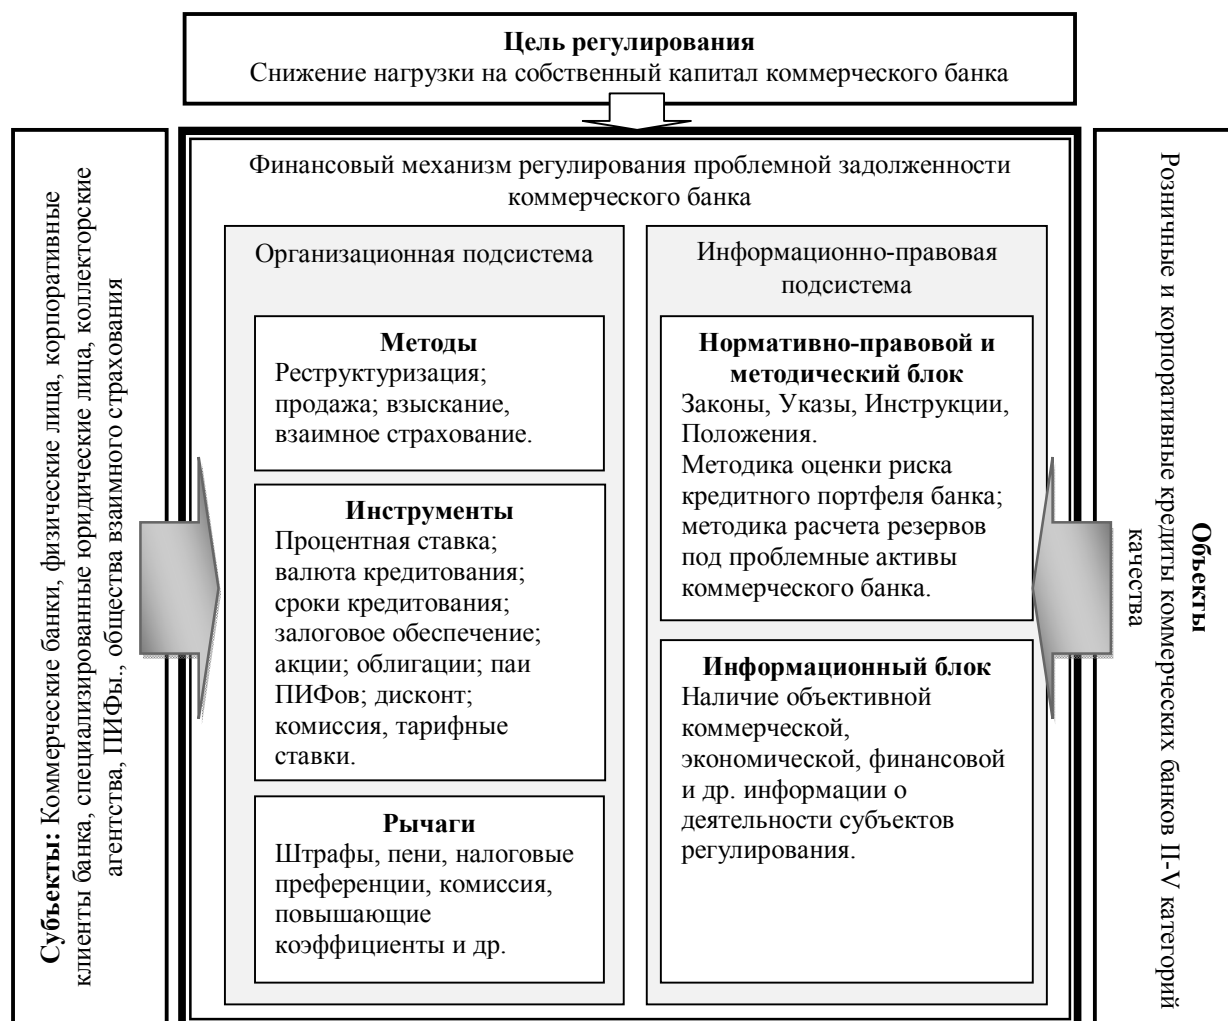 Цель регулирования
Снижение нагрузки на собственный капитал коммерческого банка
Субъекты: Коммерческие банки, физические лица, корпоративные
клиенты банка, специализированные юридические лица, коллекторские
агентства, ПИФы., общества взаимного страхования
Финансовый механизм регулирования проблемной задолженности
коммерческого банка
Организационная подсистема
Методы
Реструктуризация;
продажа; взыскание,
взаимное страхование.
Инструменты
Процентная ставка;
валюта кредитования;
сроки кредитования;
залоговое обеспечение;
акции; облигации; паи
ПИФов; дисконт;
комиссия, тарифные
ставки.
Рычаги
Штрафы, пени, налоговые
преференции, комиссия,
повышающие
коэффициенты и др.
Информационно-правовая
подсистема
Нормативно-правовой и
методический блок
Законы, Указы, Инструкции,
Положения.
Методика оценки риска
кредитного портфеля банка;
методика расчета резервов
под проблемные активы
коммерческого банка.
Информационный блок
Наличие объективной
коммерческой,
экономической, финансовой
и др. информации о
деятельности субъектов
регулирования.
Объекты
Розничные и корпоративные кредиты коммерческих банков II-V категорий
качества